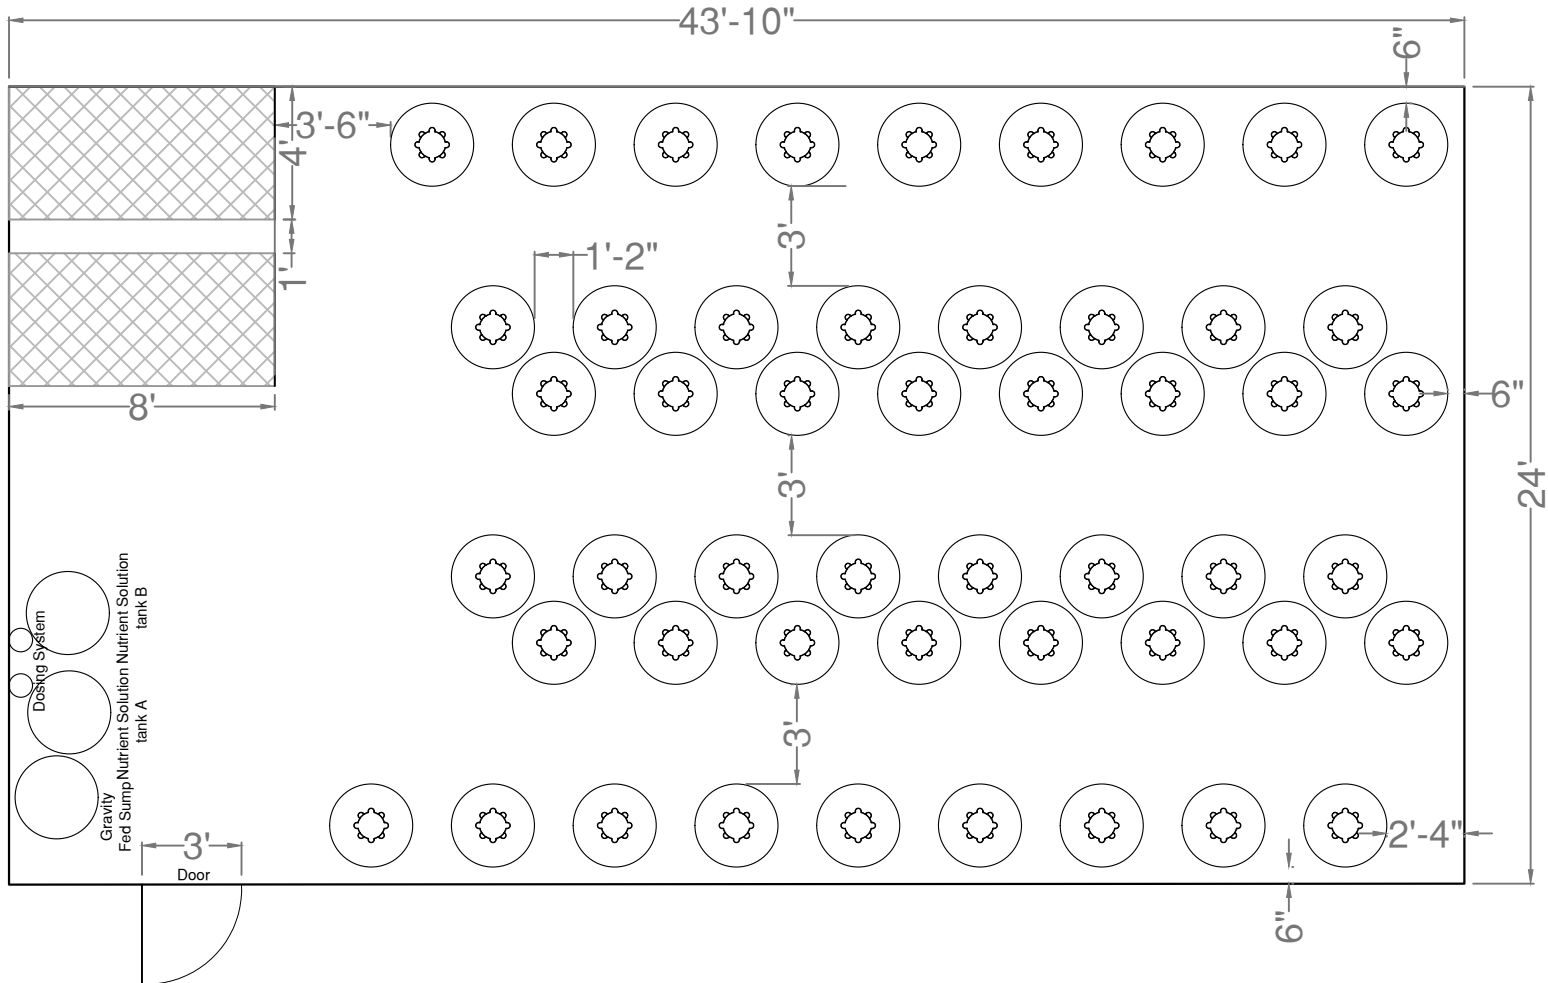 43'-10"
6"
3'-6"
4'
3'
1'-2"
1'
8'
6"
3'
24'
Nutrient Solution
tank B
Dosing System
Nutrient Solution
tank A
3'
Gravity
Fed Sump
3'
2'-4"
Door
6"